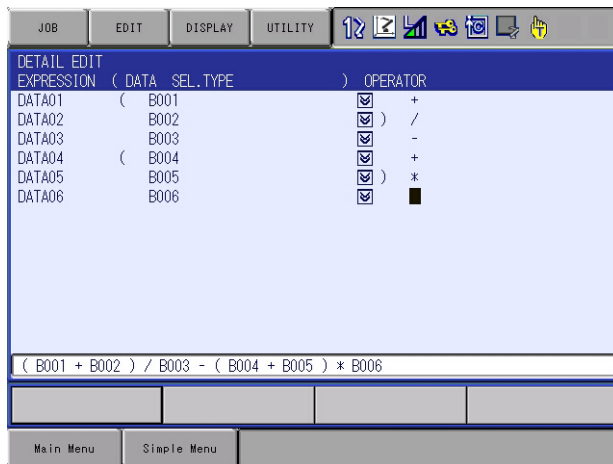 JOB EDIT DISPLAY UTILITY
DETAIL EDIT
EXPRESSION ( DATA SEL.TYPE ) OPERATOR
DATA01 ( B001 +
DATA02 B002 ) /
DATA03 B003 -
DATA04 ( B004 +
DATA05 B005 ) *
DATA06 B006
( B001 + B002 ) / B003 - ( B004 + B005 ) * B006
Main Menu Simple Menu